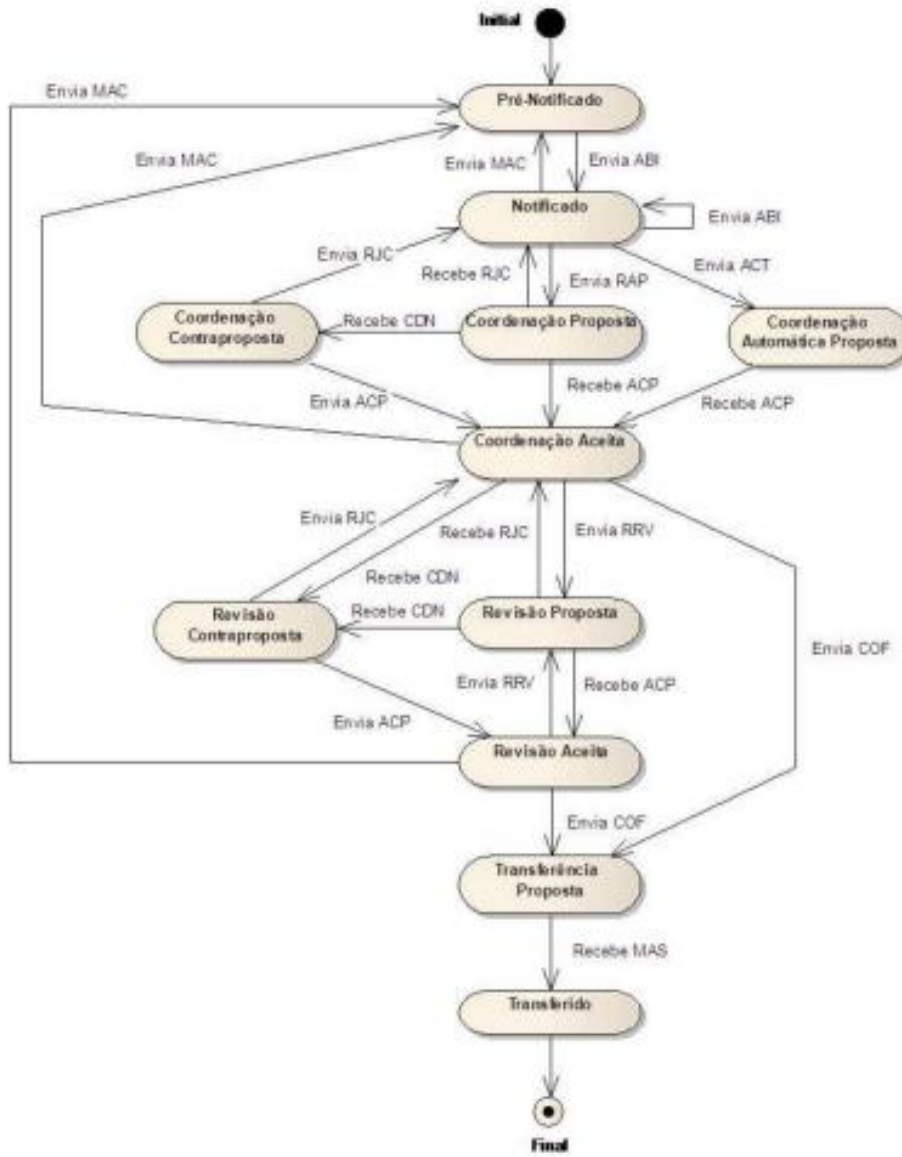 Initial
Envia MAC
Pré-Notificado
Envia MAC
Envia MAC
Envia ABI
Notificado
Envia ABI
Envia RJC
Recebe RJC
Envia RAP
Envia ACT
Coordenação
Contraproposta
Recebe CDN
Coordenação Proposta
Coordenação
Automática Proposta
Envia ACP
Recebe ACP
Recebe ACP
Coordenação Aceita
Envia RJC
Recebe RJC
Envia RRV
Recebe CDN
Revisão
Contraproposta
Recebe CDN
Revisão Proposta
Envia COF
Envia RRV
Recebe ACP
Envia ACP
Revisão Aceita
Envia COF
Transferência
Proposta
Recebe MAS
Transferido
Final